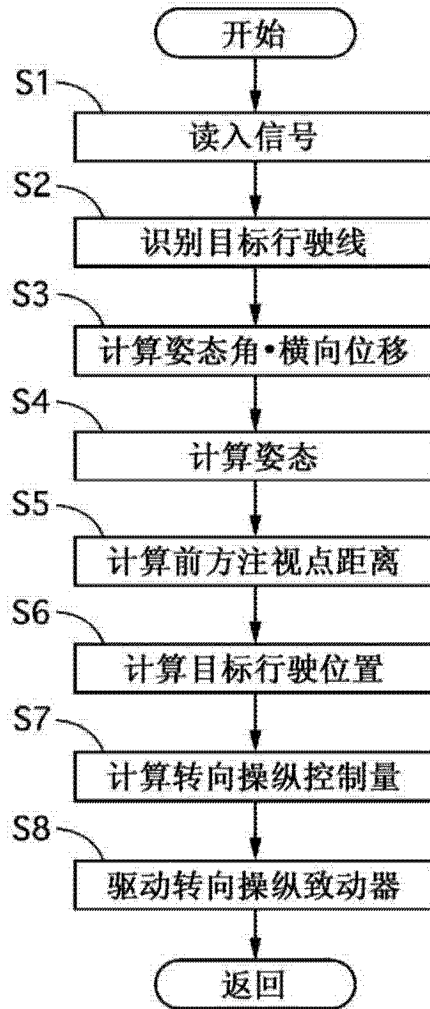 开始
S1
读入信号
S2
识别目标行驶线
S3
计算姿态角•横向位移
S4
计算姿态
S5
计算前方注视点距离
S6
计算目标行驶位置
S7
计算转向操纵控制量
S8
驱动转向操纵致动器
返回